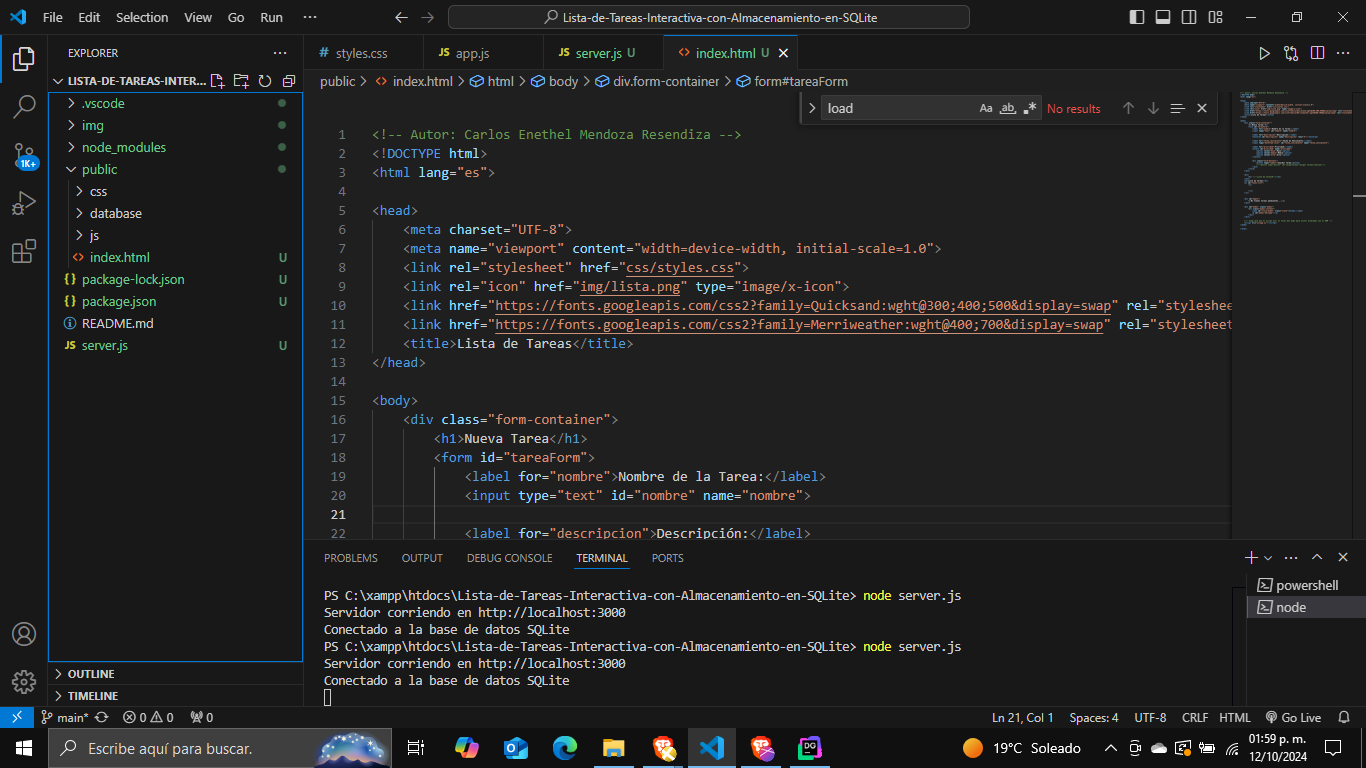 File Edit Selection View Go Run ···
Lista-de-Tareas-Interactiva-con-Almacenamiento-en-SQLite
EXPLORER
LISTA-DE-TAREAS-INTER...
.vscode
img
node_modules
public
css
database
js
index.html U
package-lock.json U
package.json U
README.md
server.js U
OUTLINE
TIMELINE
styles.css
app.js
server.js U
index.html U
public > index.html > html > body > div.form-container > form#tareaForm
load Aa ab No results
1 <!-- Autor: Carlos Enethel Mendoza Resendiza -->
2 <!DOCTYPE html>
3 <html lang="es">
4
5 <head>
6 <meta charset="UTF-8">
7 <meta name="viewport" content="width=device-width, initial-scale=1.0">
8 <link rel="stylesheet" href="css/styles.css">
9 <link rel="icon" href="img/lista.png" type="image/x-icon">
10 <link href="https://fonts.googleapis.com/css2?family=Quicksand:wght@300;400;500&display=swap" rel="styleshee
11 <link href="https://fonts.googleapis.com/css2?family=Merriweather:wght@400;700&display=swap" rel="stylesheet
12 <title>Lista de Tareas</title>
13 </head>
14
15 <body>
16 <div class="form-container">
17 <h1>Nueva Tarea</h1>
18 <form id="tareaForm">
19 <label for="nombre">Nombre de la Tarea:</label>
20 <input type="text" id="nombre" name="nombre">
21
22 <label for="descripcion">Descripción:</label>
PROBLEMS OUTPUT DEBUG CONSOLE TERMINAL PORTS
PS C:\xampp\htdocs\Lista-de-Tareas-Interactiva-con-Almacenamiento-en-SQLite> node server.js
Servidor corriendo en http://localhost:3000
Conectado a la base de datos SQLite
PS C:\xampp\htdocs\Lista-de-Tareas-Interactiva-con-Almacenamiento-en-SQLite> node server.js
Servidor corriendo en http://localhost:3000
Conectado a la base de datos SQLite
powershell
node
1K+
main* 0 0 0
Ln 21, Col 1 Spaces: 4 UTF-8 CRLF HTML Go Live
Escribe aquí para buscar.
19°C Soleado
01:59 p. m.
12/10/2024